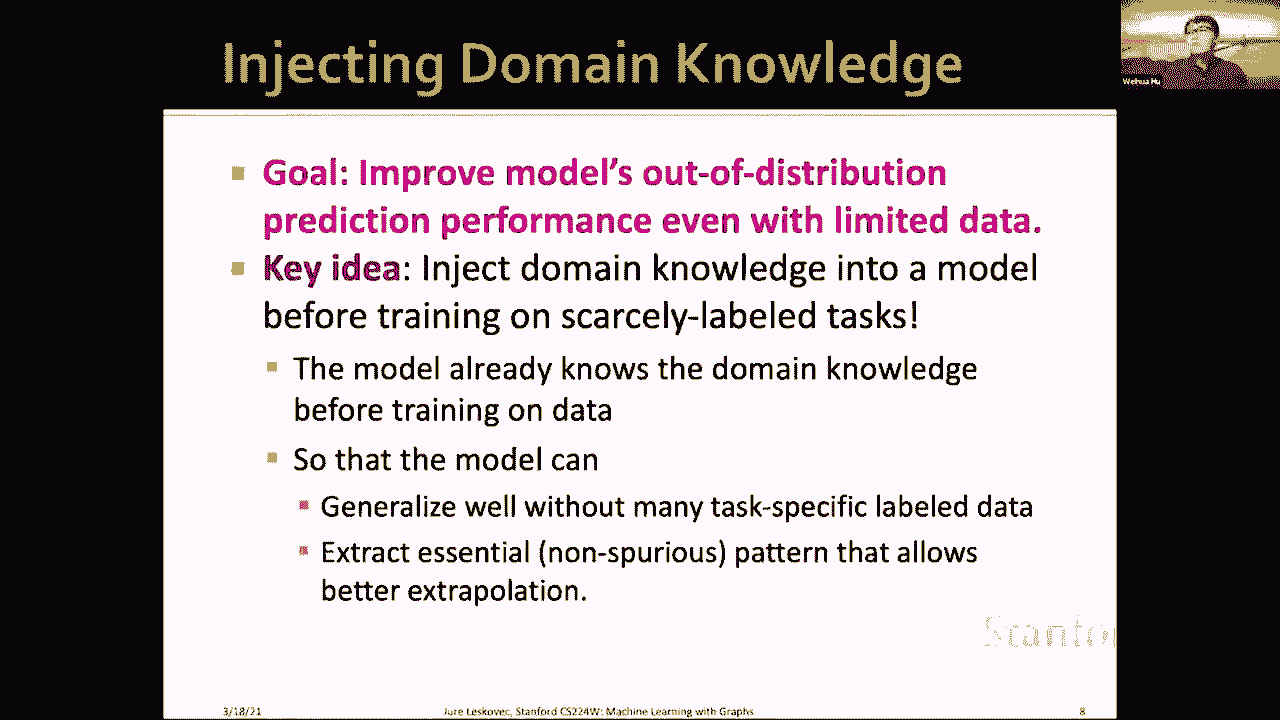 Injecting Domain Knowledge
Weihua Hu
Goal: Improve model's out-of-distribution
prediction performance even with limited data.
Key idea: Inject domain knowledge into a model
before training on scarcely-labeled tasks!
The model already knows the domain knowledge
before training on data
So that the model can
Generalize well without many task-specific labeled data
Extract essential (non-spurious) pattern that allows
better extrapolation.
3/18/21
Jure Leskovec, Stanford CS224W: Machine Learning with Graphs
8